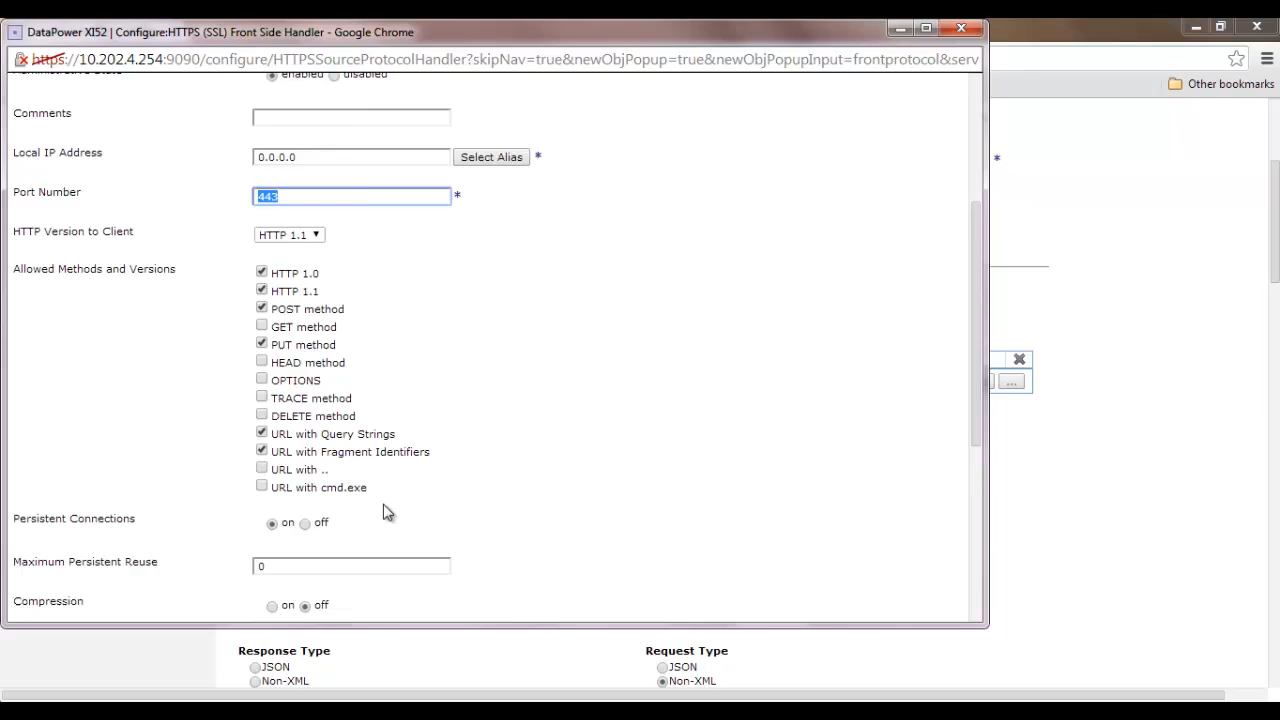 DataPower XI52 | Configure:HTTPS (SSL) Front Side Handler - Google Chrome
https://10.202.4.254:9090/configure/HTTPSSourceProtocolHandler?skipNav=true&newObjPopup=true&newObjPopupInput=frontprotocol&serv
Other bookmarks
Administrative State
enabled disabled
Comments
Local IP Address
0.0.0.0
Select Alias *
*
Port Number
443 *
HTTP Version to Client
HTTP 1.1
Allowed Methods and Versions
HTTP 1.0
HTTP 1.1
POST method
GET method
PUT method
HEAD method
OPTIONS
TRACE method
DELETE method
URL with Query Strings
URL with Fragment Identifiers
URL with ..
URL with cmd.exe
...
Persistent Connections
on off
Maximum Persistent Reuse
0
Compression
on off
Response Type
JSON
Non-XML
Request Type
JSON
Non-XML